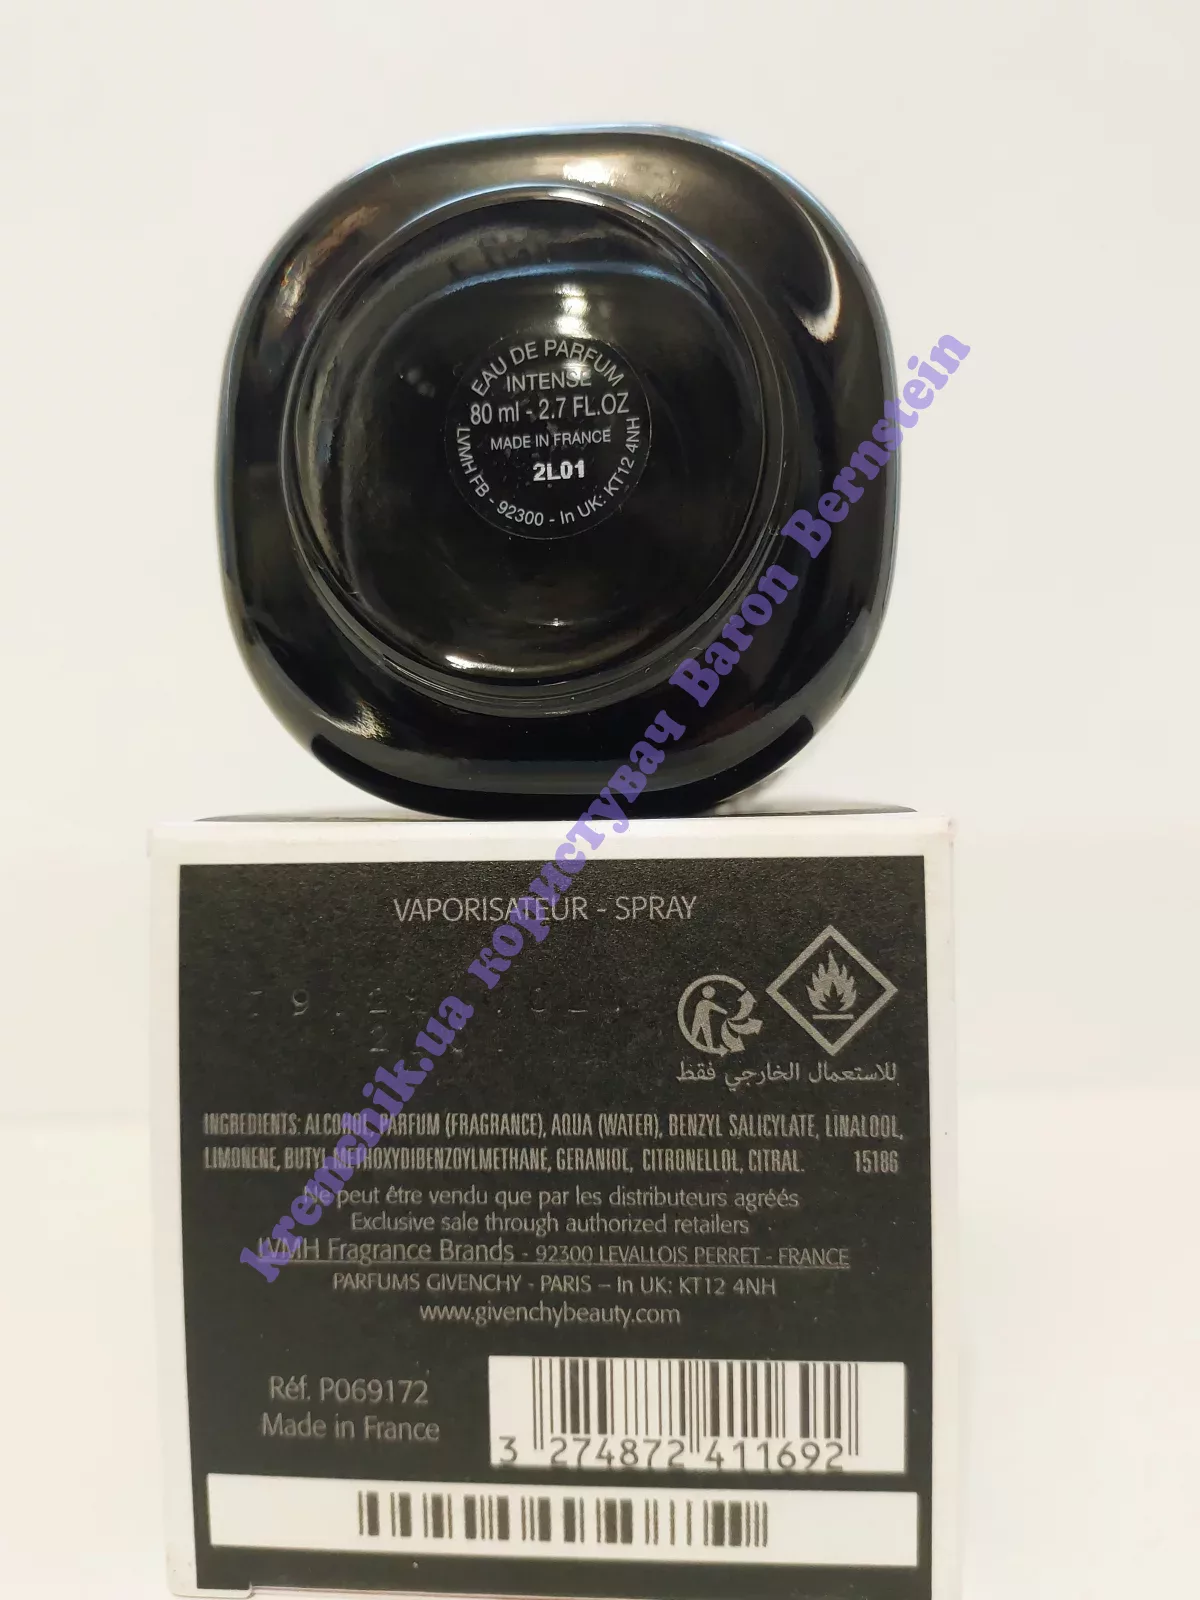 EAU DE PARFUM
INTENSE
80 ml - 2.7 FL.OZ
MADE IN FRANCE
2L01
LVMH FB - 92300 - In UK: KT12 4NH
kremchik.ua користувач Baron Bernstein
VAPORISATEUR - SPRAY
للاستعمال الخارجي فقط
INGREDIENTS: ALCOHOL, PARFUM (FRAGRANCE), AQUA (WATER), BENZYL SALICYLATE, LINALOOL,
LIMONENE, BUTYL METHOXYDIBENZOYLMETHANE, GERANIOL, CITRONELLOL, CITRAL. 15186
Ne peut être vendu que par les distributeurs agréés
Exclusive sale through authorized retailers
LVMH Fragrance Brands - 92300 LEVALLOIS PERRET - FRANCE
PARFUMS GIVENCHY - PARIS – In UK: KT12 4NH
www.givenchybeauty.com
Réf. P069172
Made in France
3 274872 411692